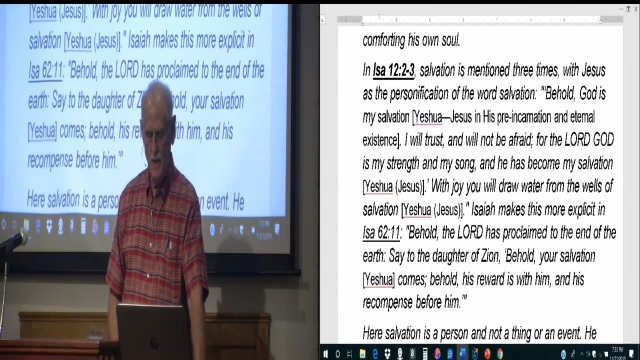 [Yeshua (Jesus)].' With joy you will draw water from the wells of
salvation [Yeshua (Jesus)]." Isaiah makes this more explicit in
Isa 62:11: "Behold, the LORD has proclaimed to the end of the
earth: Say to the daughter of Zion, old, your salvation
[Yeshua] comes; behold, his rew with him, and his
recompense before him.'"
Here salvation is a person an event. He
comforting his own soul.
In Isa 12:2-3, salvation is mentioned three times, with Jesus
as the personification of the word salvation: "'Behold, God is
my salvation [Yeshua—Jesus in His pre-incarnation and eternal
existence]. I will trust, and will not be afraid; for the LORD GOD
is my strength and my song, and he has become my salvation
[Yeshua (Jesus)].' With joy you will draw water from the wells of
salvation [Yeshua (Jesus)]." Isaiah makes this more explicit in
Isa 62:11: "Behold, the LORD has proclaimed to the end of the
earth: Say to the daughter of Zion, 'Behold, your salvation
[Yeshua] comes; behold, his reward is with him, and his
recompense before him.'"
Here salvation is a person and not a thing or an event. He